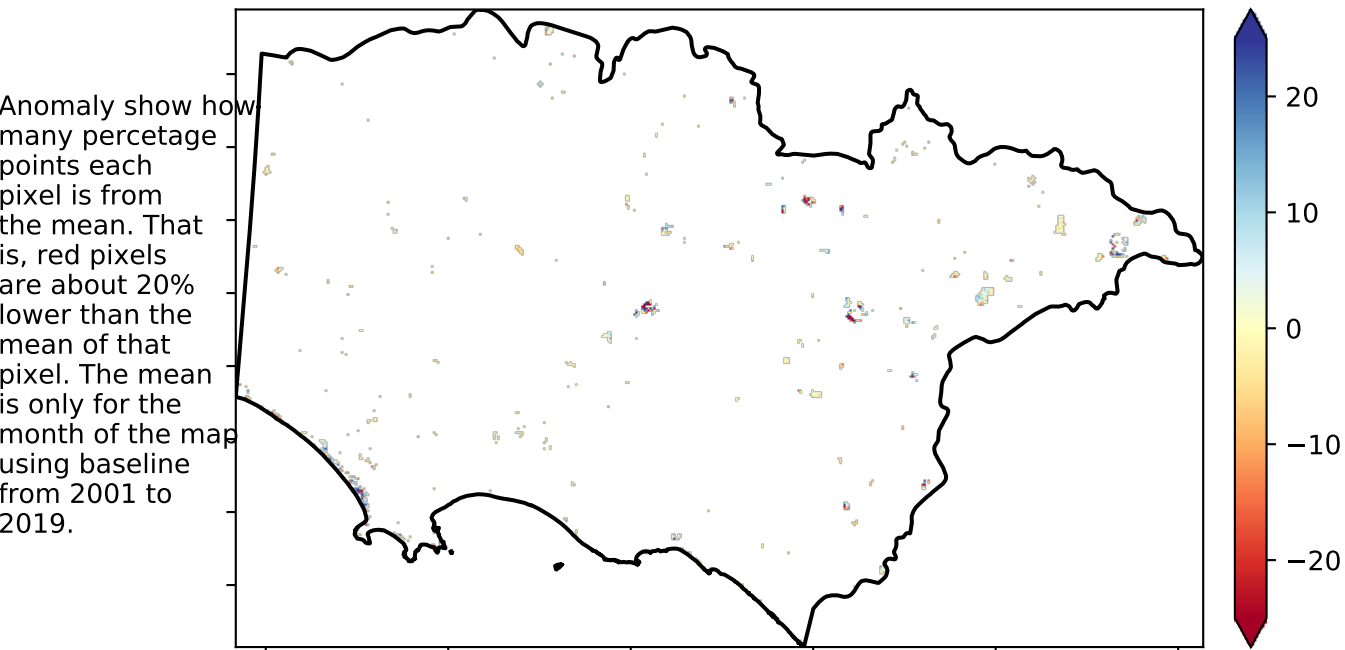 Anomaly show how
many percetage
points each
pixel is from
the mean. That
is, red pixels
are about 20%
lower than the
mean of that
pixel. The mean
is only for the
month of the map
using baseline
from 2001 to
2019.
20
10
0
−10
−20